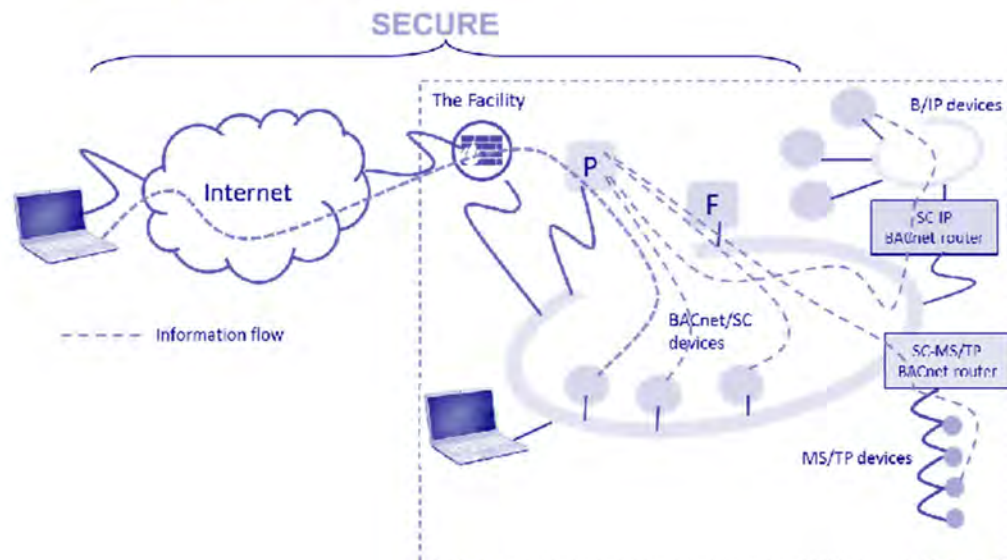 SECURE
The Facility
B/IP devices
Internet
P
F
SC IP
BACnet router
BACnet/SC
devices
Information flow
SC-MS/TP
BACnet router
MS/TP devices